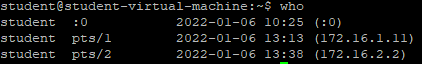 student@student-virtual-machine:~$ who
student  :0           2022-01-06 10:25 (:0)
student  pts/1        2022-01-06 13:13 (172.16.1.11)
student  pts/2        2022-01-06 13:38 (172.16.2.2)